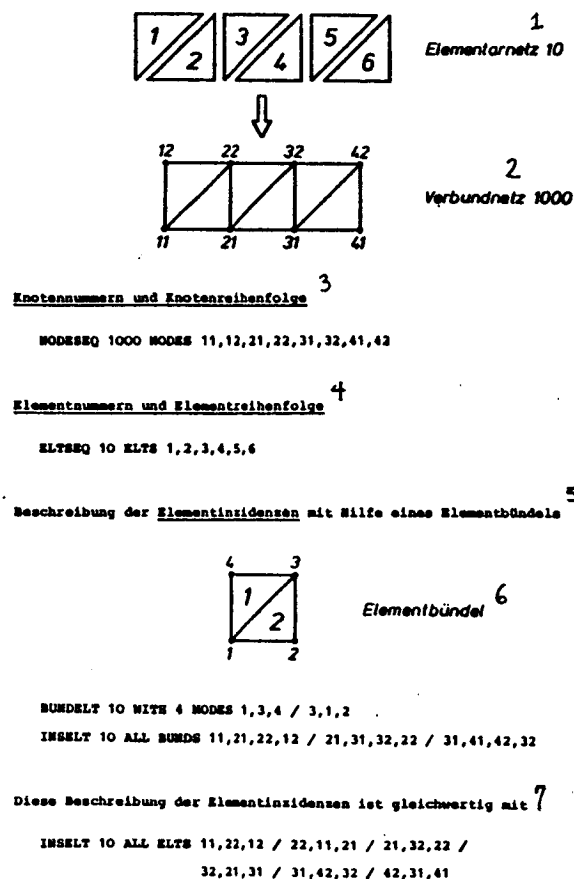 1
1 2 3 4 5 6 Elementarnetz 10
12 22 32 42 2
Verbundnetz 1000
11 21 31 41
Knotennummern und Knotenreihenfolge 3
NODESEQ 1000 NODES 11,12,21,22,31,32,41,42
Elementnummern und Elementreihenfolge 4
ELTSEQ 10 ELTS 1,2,3,4,5,6
Beschreibung der Elementinzidenzen mit Hilfe eines Elementbündels 5
4 3
1 2 Elementbündel 6
1 2
BUNDELT 10 WITH 4 NODES 1,3,4 / 3,1,2
INSELT 10 ALL BUNDS 11,21,22,12 / 21,31,32,22 / 31,41,42,32
Diese Beschreibung der Elementinzidenzen ist gleichwertig mit 7
INSELT 10 ALL ELTS 11,22,12 / 22,11,21 / 21,32,22 /
32,21,31 / 31,42,32 / 42,31,41